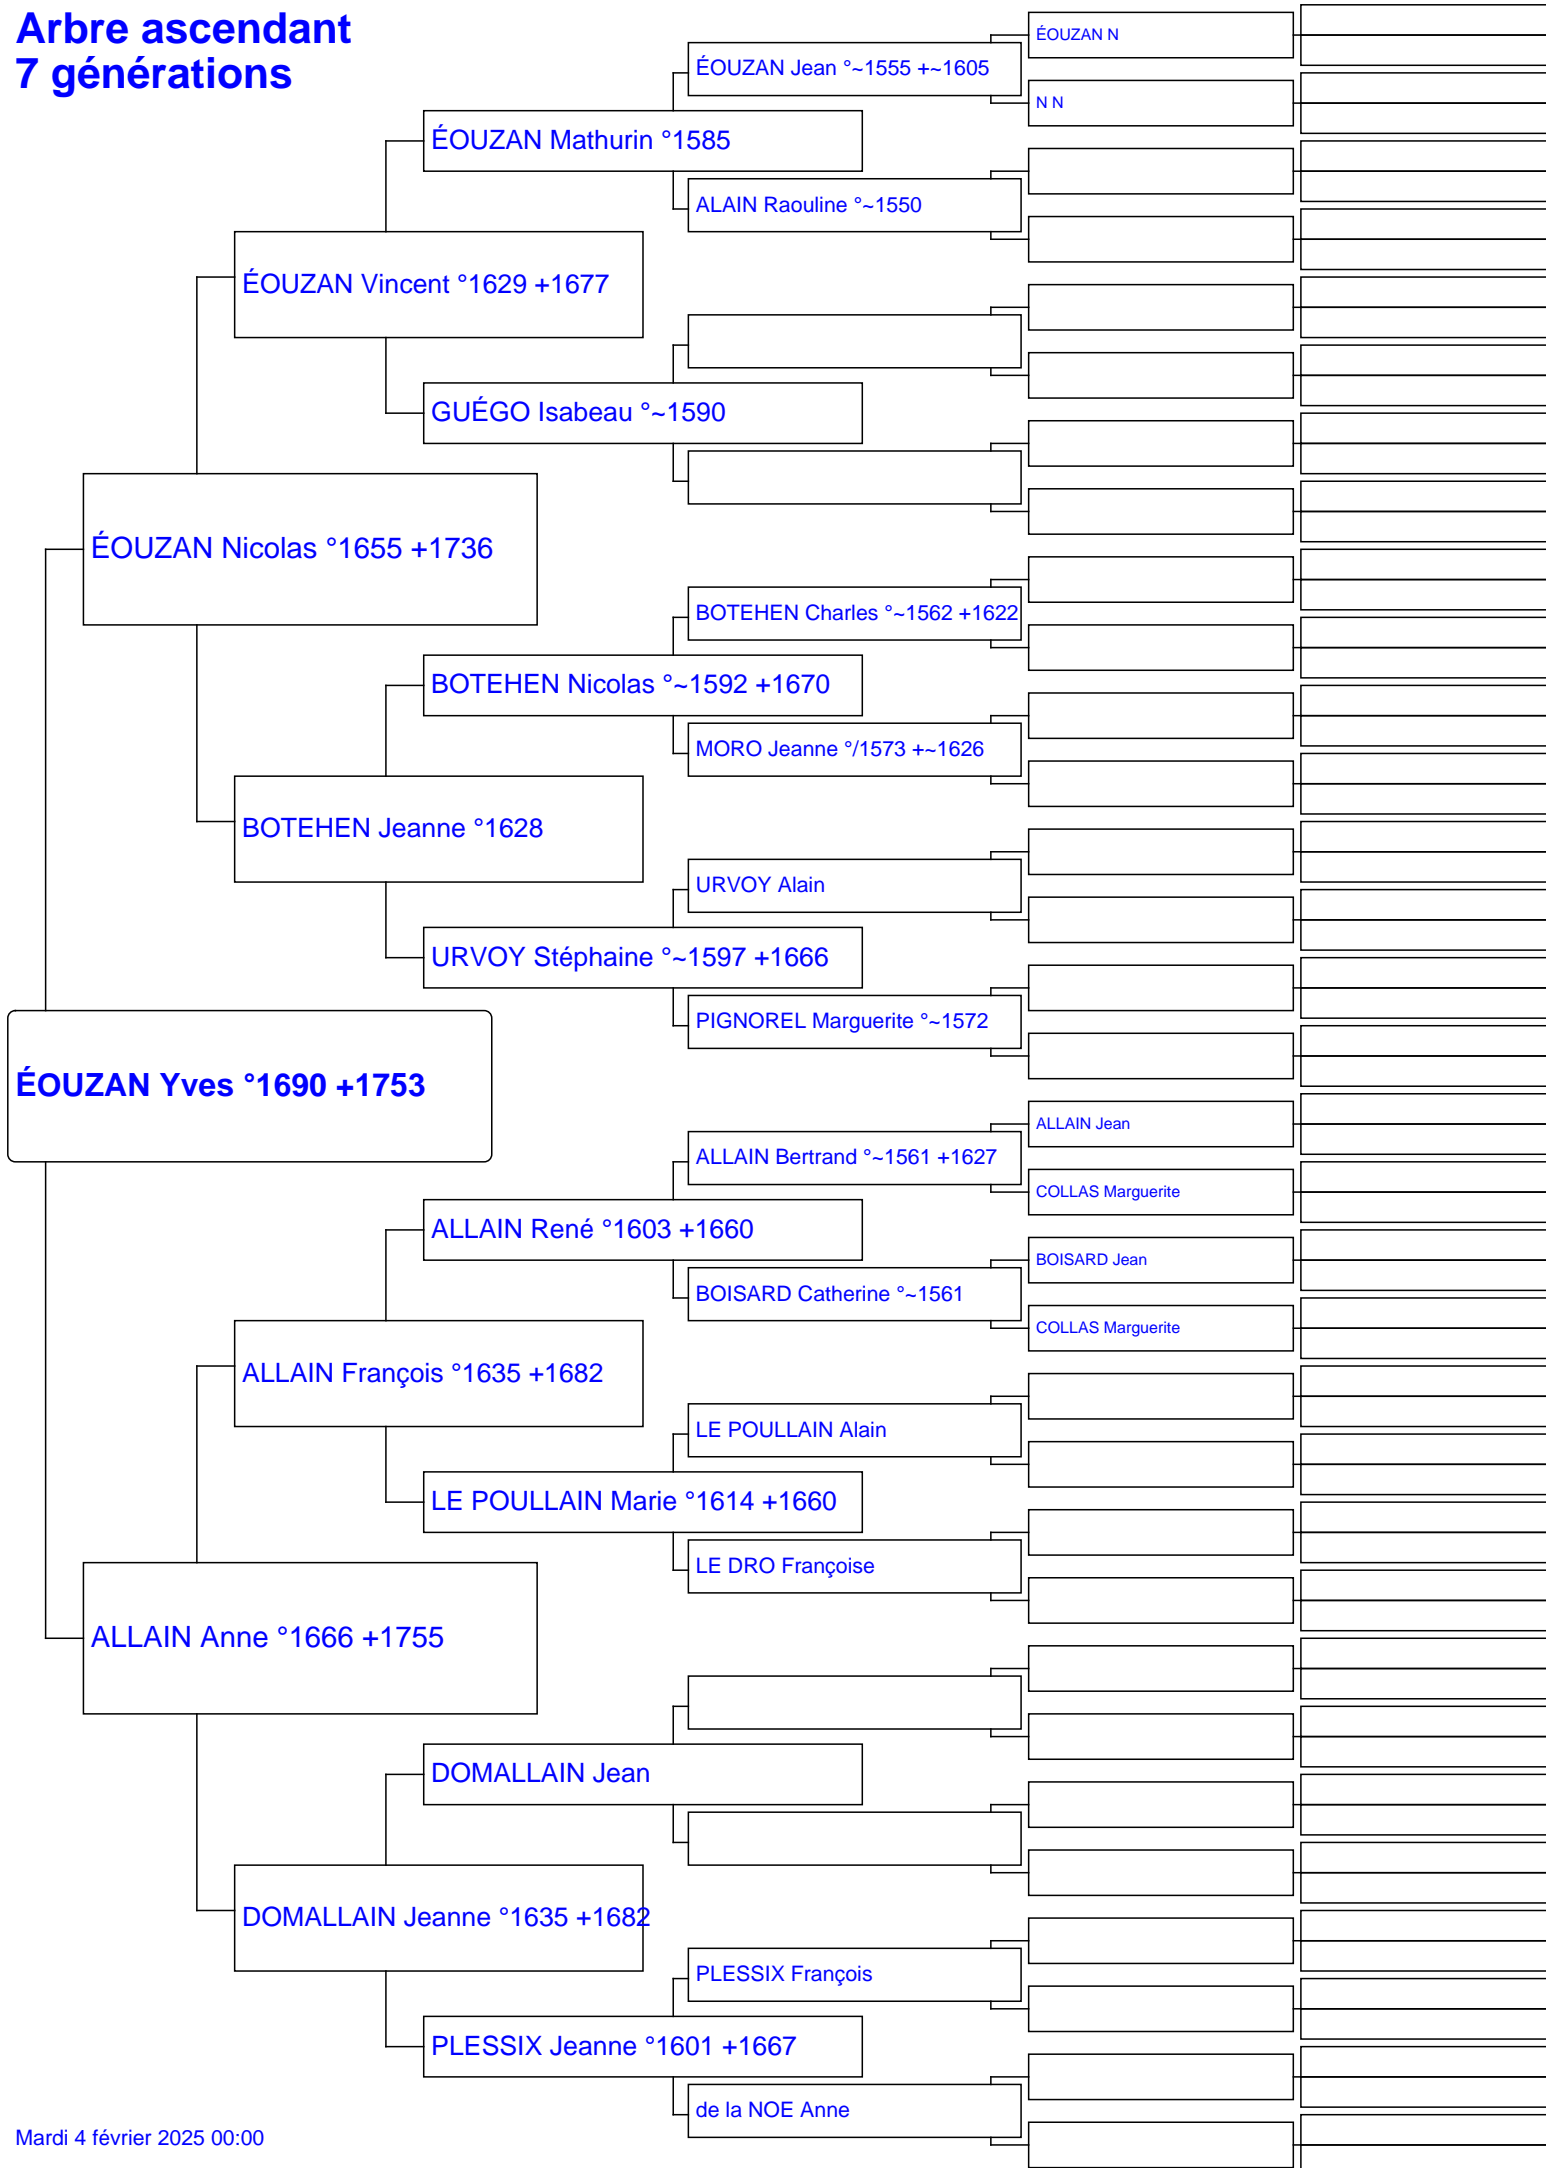 Arbre ascendant
7 générations
ÉOUZAN N
ÉOUZAN Jean °~1555 +~1605
N N
ÉOUZAN Mathurin °1585
ALAIN Raouline °~1550
ÉOUZAN Vincent °1629 +1677
GUÉGO Isabeau °~1590
ÉOUZAN Nicolas °1655 +1736
BOTEHEN Charles °~1562 +1622
BOTEHEN Nicolas °~1592 +1670
MORO Jeanne °/1573 +~1626
BOTEHEN Jeanne °1628
URVOY Alain
URVOY Stéphaine °~1597 +1666
PIGNOREL Marguerite °~1572
ÉOUZAN Yves °1690 +1753
ALLAIN Jean
ALLAIN Bertrand °~1561 +1627
COLLAS Marguerite
ALLAIN René °1603 +1660
BOISARD Jean
BOISARD Catherine °~1561
COLLAS Marguerite
ALLAIN François °1635 +1682
LE POULLAIN Alain
LE POULLAIN Marie °1614 +1660
LE DRO Françoise
ALLAIN Anne °1666 +1755
DOMALLAIN Jean
DOMALLAIN Jeanne °1635 +1682
PLESSIX François
PLESSIX Jeanne °1601 +1667
de la NOE Anne
Mardi 4 février 2025 00:00